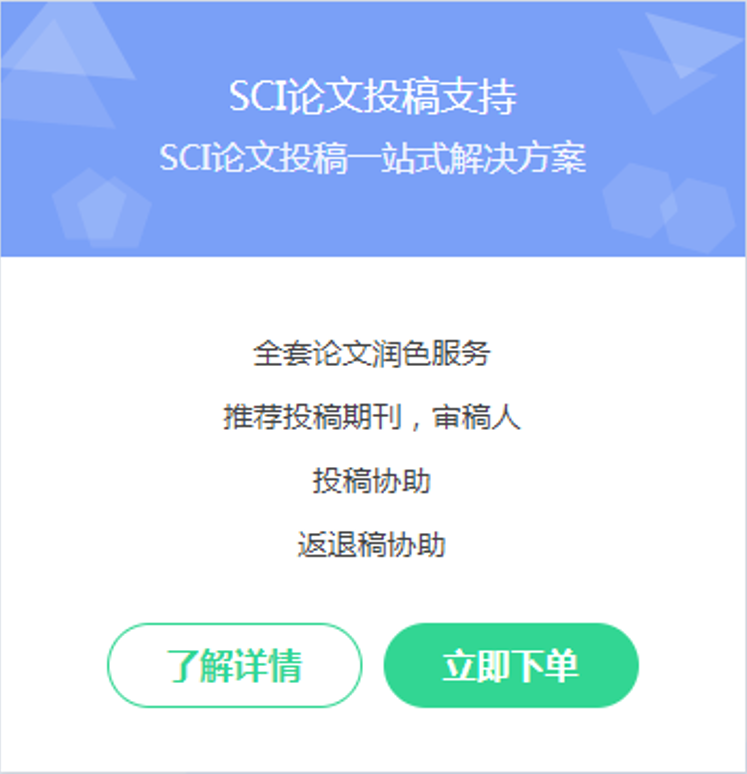 SCI论文投稿支持
SCI论文投稿一站式解决方案
全套论文润色服务
推荐投稿期刊，审稿人
投稿协助
返退稿协助
了解详情
立即下单